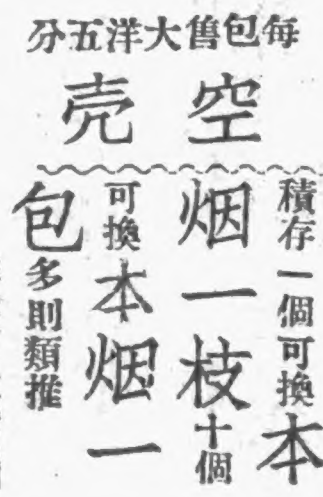 每包售大洋五分
空壳
積存一個可換本
烟一枝十個
可換本烟一
包多則類推